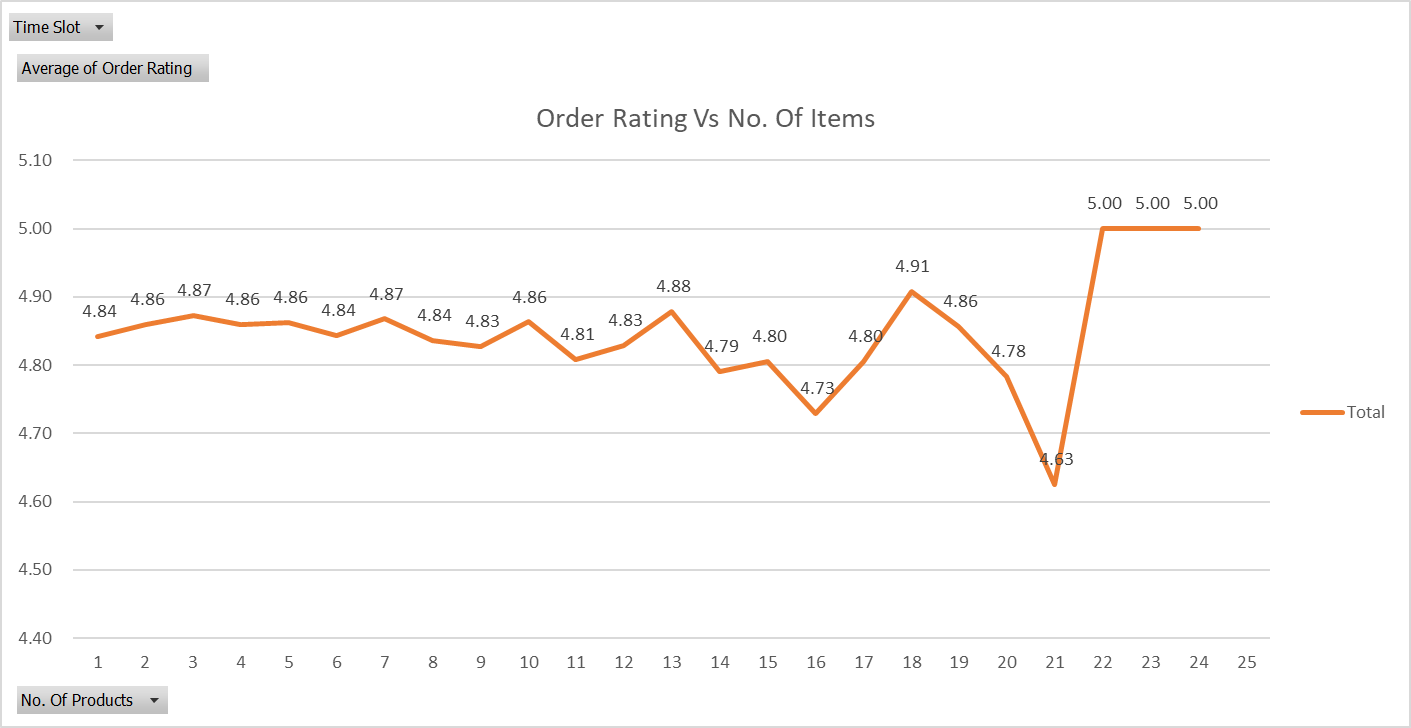 Time Slot
Average of Order Rating
Order Rating Vs No. Of Items
5.10
5.00
4.90
4.80
4.70
4.60
4.50
4.40
4.84 4.86 4.87 4.86 4.86 4.84 4.87 4.84 4.83 4.86 4.81 4.83 4.88 4.79 4.80 4.73 4.80 4.91 4.86 4.78 4.63 5.00 5.00 5.00
Total
1 2 3 4 5 6 7 8 9 10 11 12 13 14 15 16 17 18 19 20 21 22 23 24 25
No. Of Products